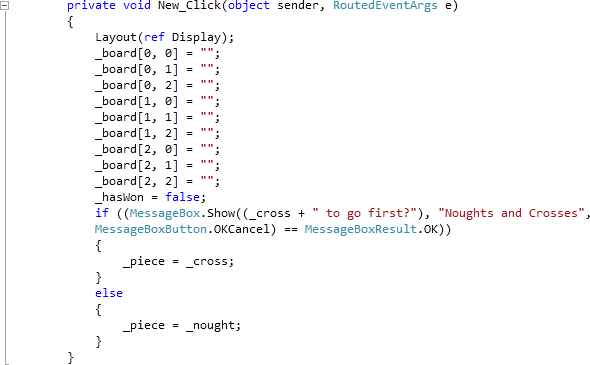 private void New_Click(object sender, RoutedEventArgs e)
{
Layout(ref Display);
_board[0, 0] = "";
_board[0, 1] = "";
_board[0, 2] = "";
_board[1, 0] = "";
_board[1, 1] = "";
_board[1, 2] = "";
_board[2, 0] = "";
_board[2, 1] = "";
_board[2, 2] = "";
_hasWon = false;
if ((MessageBox.Show((_cross + " to go first?"), "Noughts and Crosses",
MessageBoxButton.OKCancel) == MessageBoxResult.OK))
{
_piece = _cross;
}
else
{
_piece = _nought;
}
}